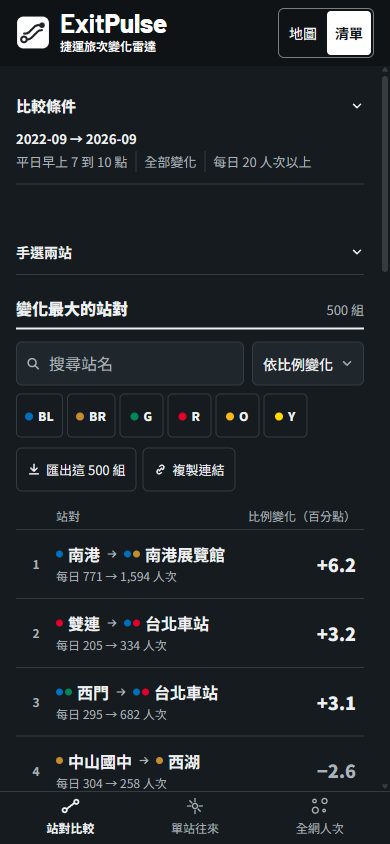 ExitPulse
捷運旅次變化雷達
地圖
清單
比較條件
2022-09 → 2026-09
平日早上 7 到 10 點
全部變化
每日 20 人次以上
手選兩站
變化最大的站對
500 組
搜尋站名
依比例變化
BL
BR
G
R
O
Y
匯出這 500 組
複製連結
站對
比例變化（百分點）
1
南港 → 南港展覽館
每日 771 → 1,594 人次
+6.2
2
雙連 → 台北車站
每日 205 → 334 人次
+3.2
3
西門 → 台北車站
每日 295 → 682 人次
+3.1
4
中山國中 → 西湖
每日 304 → 258 人次
−2.6
站對比較
單站往來
全網人次